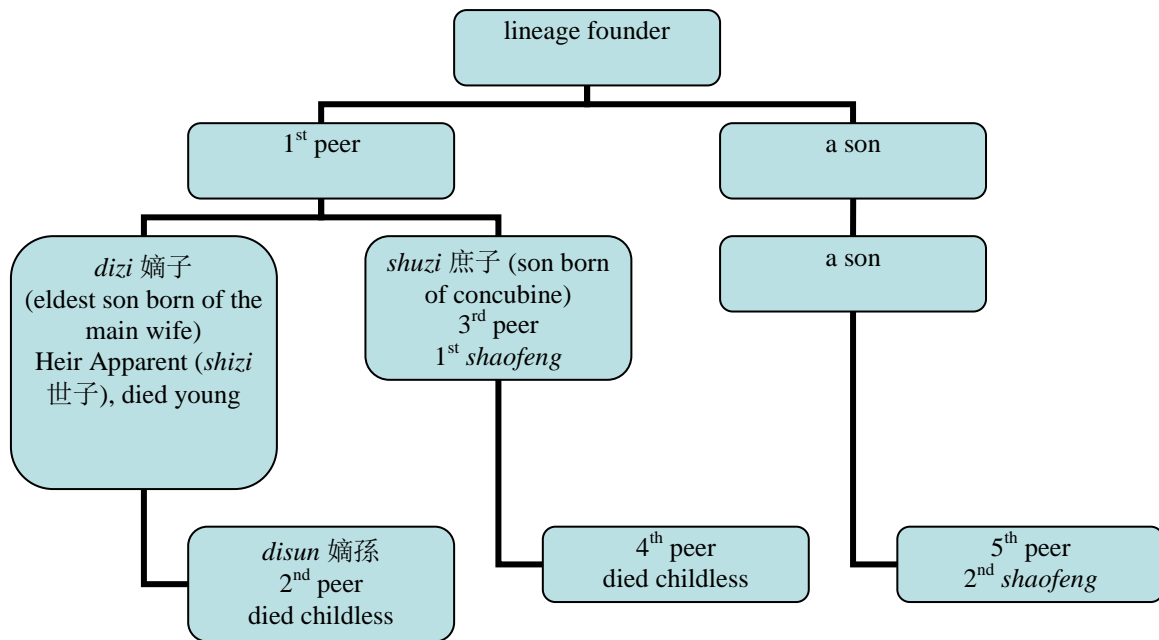 lineage founder
1st peer
a son
dizi 嫡子
(eldest son born of the
main wife)
Heir Apparent (shizi
世子), died young
shuzi 庶子 (son born
of concubine)
3rd peer
1st shaofeng
a son
disun 嫡孫
2nd peer
died childless
4th peer
died childless
5th peer
2nd shaofeng